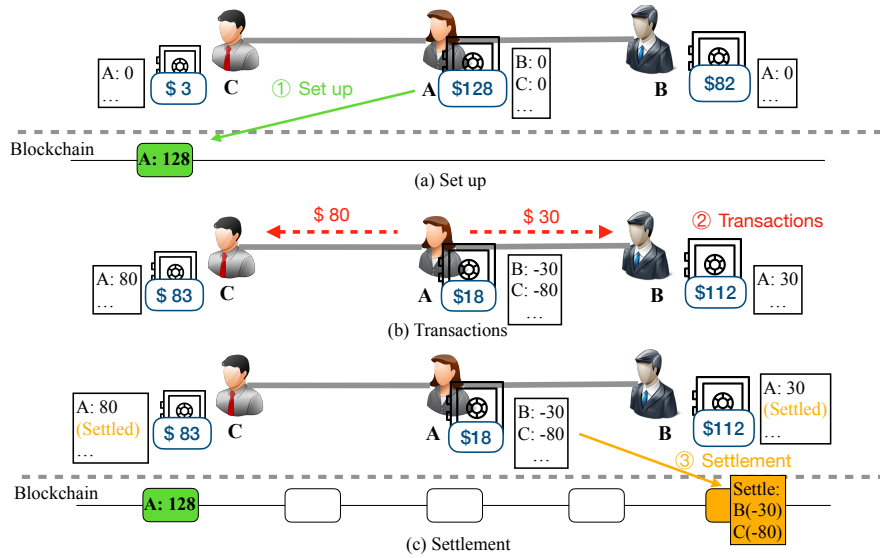 A: 0
…
$ 3
C
① Set up
A
$128
B: 0
C: 0
…
B
$82
A: 0
…
Blockchain
A: 128
(a) Set up
$ 80
$ 30
② Transactions
A: 80
…
$ 83
C
A
$18
B: -30
C: -80
…
B
$112
A: 30
…
(b) Transactions
A: 80
(Settled)
…
$ 83
C
A
$18
B: -30
C: -80
…
B
$112
A: 30
(Settled)
…
③ Settlement
Blockchain
A: 128
Settle:
B(-30)
C(-80)
(c) Settlement